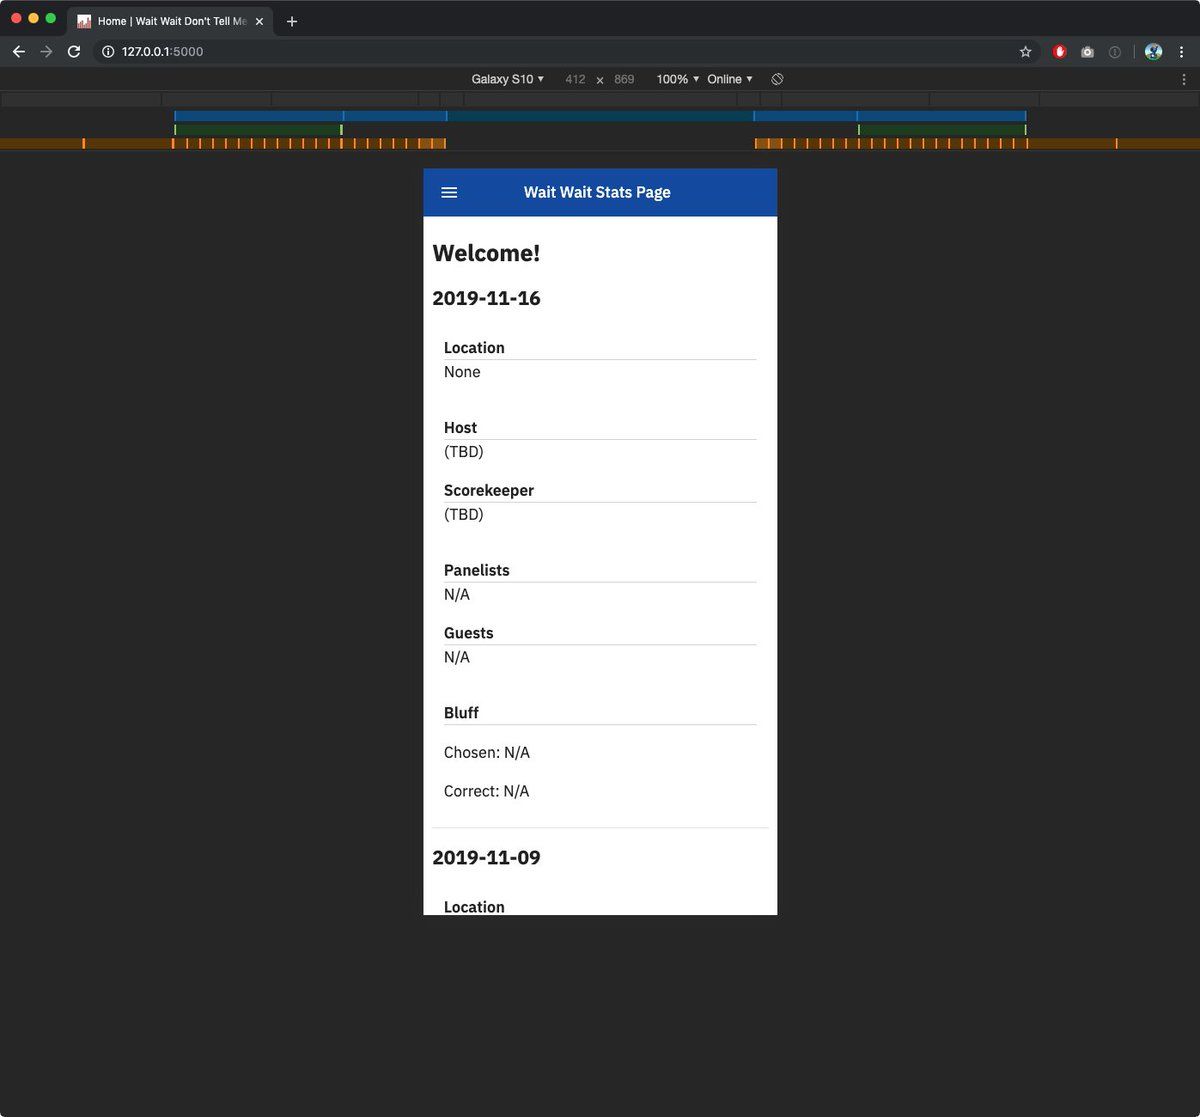 Home | Wait Wait Don't Tell Me
127.0.0.1:5000
Galaxy S10 412 x 869 100% Online
Wait Wait Stats Page
Welcome!
2019-11-16
Location
None
Host
(TBD)
Scorekeeper
(TBD)
Panelists
N/A
Guests
N/A
Bluff
Chosen: N/A
Correct: N/A
2019-11-09
Location